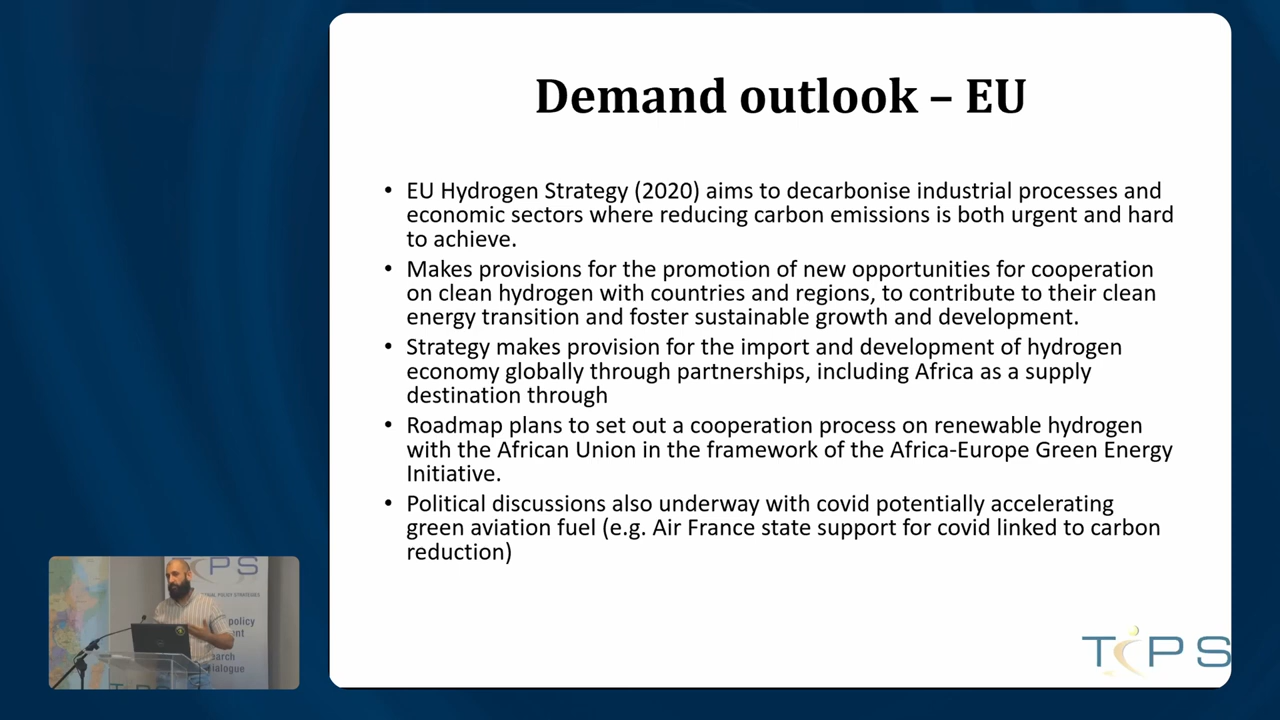 Demand outlook – EU
• EU Hydrogen Strategy (2020) aims to decarbonise industrial processes and
economic sectors where reducing carbon emissions is both urgent and hard
to achieve.
• Makes provisions for the promotion of new opportunities for cooperation
on clean hydrogen with countries and regions, to contribute to their clean
energy transition and foster sustainable growth and development.
• Strategy makes provision for the import and development of hydrogen
economy globally through partnerships, including Africa as a supply
destination through
• Roadmap plans to set out a cooperation process on renewable hydrogen
with the African Union in the framework of the Africa-Europe Green Energy
Initiative.
• Political discussions also underway with covid potentially accelerating
green aviation fuel (e.g. Air France state support for covid linked to carbon
reduction)
TIPS
PS
POLICY STRATEGIES
policy